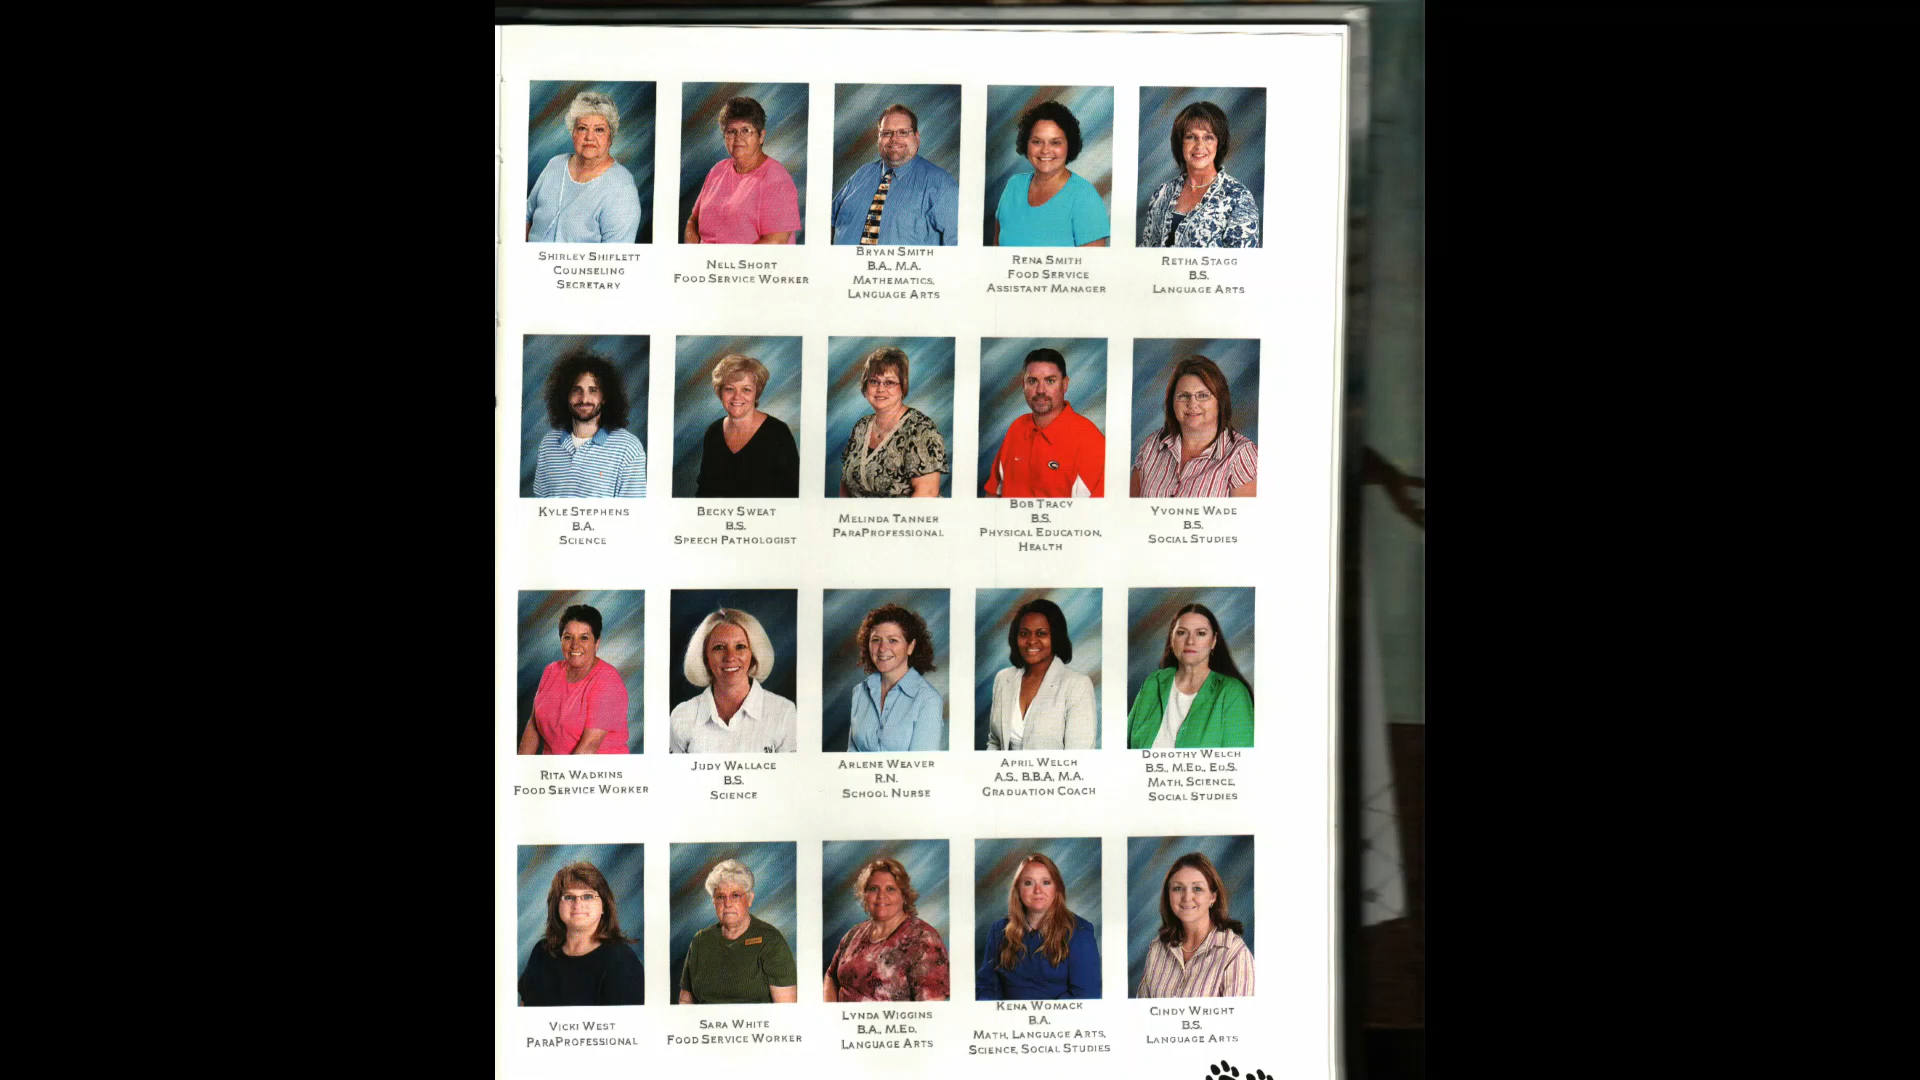 Shirley Shiflett
Counseling
Secretary
Nell Short
Food Service Worker
Bryan Smith
B.A., M.A.
Mathematics,
Language Arts
Rena Smith
Food Service
Assistant Manager
Retha Stagg
B.S.
Language Arts
Kyle Stephens
B.A.
Science
Becky Sweat
B.S.
Speech Pathologist
Melinda Tanner
ParaProfessional
Bob Tracy
B.S.
Physical Education,
Health
Yvonne Wade
B.S.
Social Studies
Rita Wadkins
Food Service Worker
Judy Wallace
B.S.
Science
Arlene Weaver
R.N.
School Nurse
April Welch
A.S., B.B.A, M.A.
Graduation Coach
Dorothy Welch
B.S., M.Ed., Ed.S.
Math, Science,
Social Studies
Vicki West
ParaProfessional
Sara White
Food Service Worker
Lynda Wiggins
B.A., M.Ed.
Language Arts
Kena Womack
B.A.
Math, Language Arts,
Science, Social Studies
Cindy Wright
B.S.
Language Arts